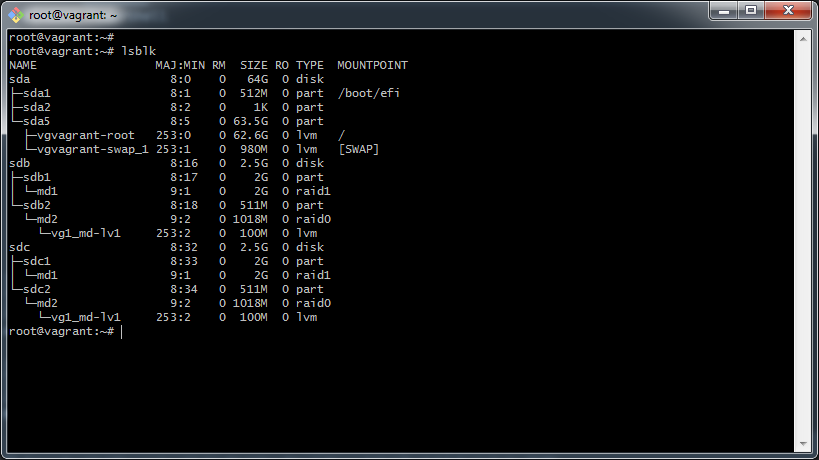 root@vagrant: ~
root@vagrant:~#
root@vagrant:~# lsblk
NAME                 MAJ:MIN RM  SIZE RO TYPE  MOUNTPOINT
sda                    8:0    0   64G  0 disk
├─sda1                 8:1    0  512M  0 part  /boot/efi
├─sda2                 8:2    0    1K  0 part
└─sda5                 8:5    0 63.5G  0 part
  ├─vgvagrant-root   253:0    0 62.6G  0 lvm   /
  └─vgvagrant-swap_1 253:1    0  980M  0 lvm   [SWAP]
sdb                    8:16   0  2.5G  0 disk
├─sdb1                 8:17   0    2G  0 part
│ └─md1                9:1    0    2G  0 raid1
└─sdb2                 8:18   0  511M  0 part
  └─md2                9:2    0 1018M  0 raid0
    └─vg1_md-lv1     253:2    0  100M  0 lvm
sdc                    8:32   0  2.5G  0 disk
├─sdc1                 8:33   0    2G  0 part
│ └─md1                9:1    0    2G  0 raid1
└─sdc2                 8:34   0  511M  0 part
  └─md2                9:2    0 1018M  0 raid0
    └─vg1_md-lv1     253:2    0  100M  0 lvm
root@vagrant:~#